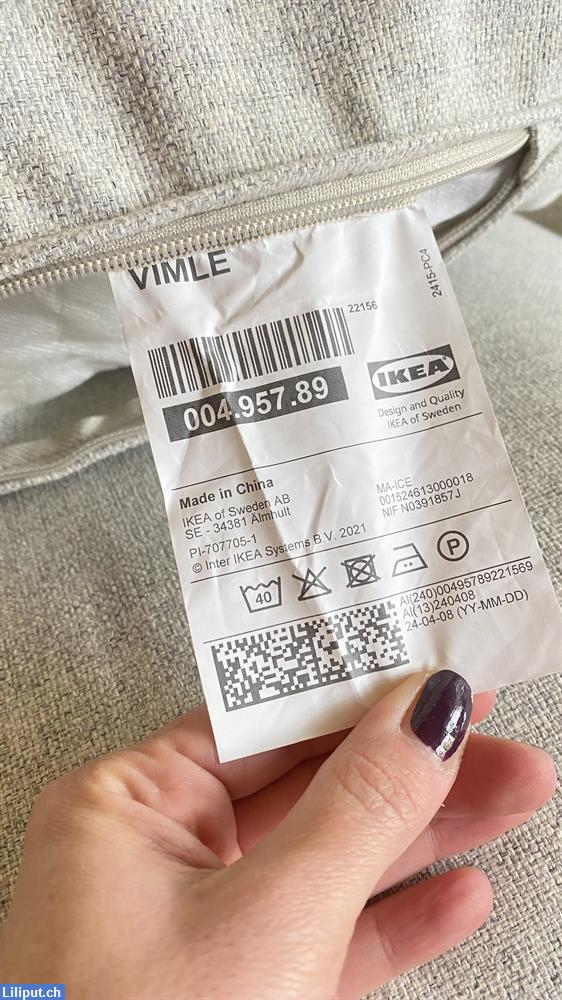 VIMLE
2415-PC4
22156
004.957.89
IKEA
Design and Quality
IKEA of Sweden
Made in China
IKEA of Sweden AB
SE - 34381 Älmhult
PI-707705-1
© Inter IKEA Systems B.V. 2021
MA-ICE
001524613000018
NIF N0391857J
40
P
AI(240)00495789221569
AI(13)240408
24-04-08 (YY-MM-DD)
Liliput.ch